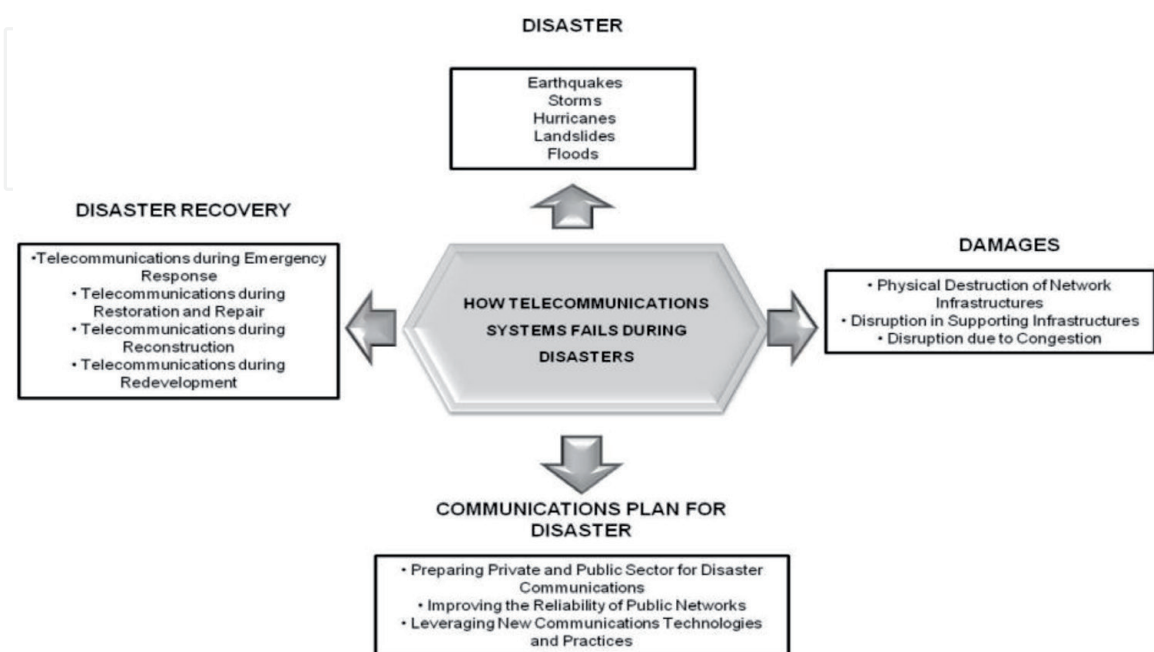 DISASTER
Earthquakes
Storms
Hurricanes
Landslides
Floods
DISASTER RECOVERY
•Telecommunications during Emergency
Response
• Telecommunications during
Restoration and Repair
• Telecommunications during
Reconstruction
• Telecommunications during
Redevelopment
HOW TELECOMMUNICATIONS
SYSTEMS FAILS DURING
DISASTERS
DAMAGES
• Physical Destruction of Network
Infrastructures
• Disruption in Supporting Infrastructures
• Disruption due to Congestion
COMMUNICATIONS PLAN FOR
DISASTER
• Preparing Private and Public Sector for Disaster
Communications
• Improving the Reliability of Public Networks
• Leveraging New Communications Technologies
and Practices